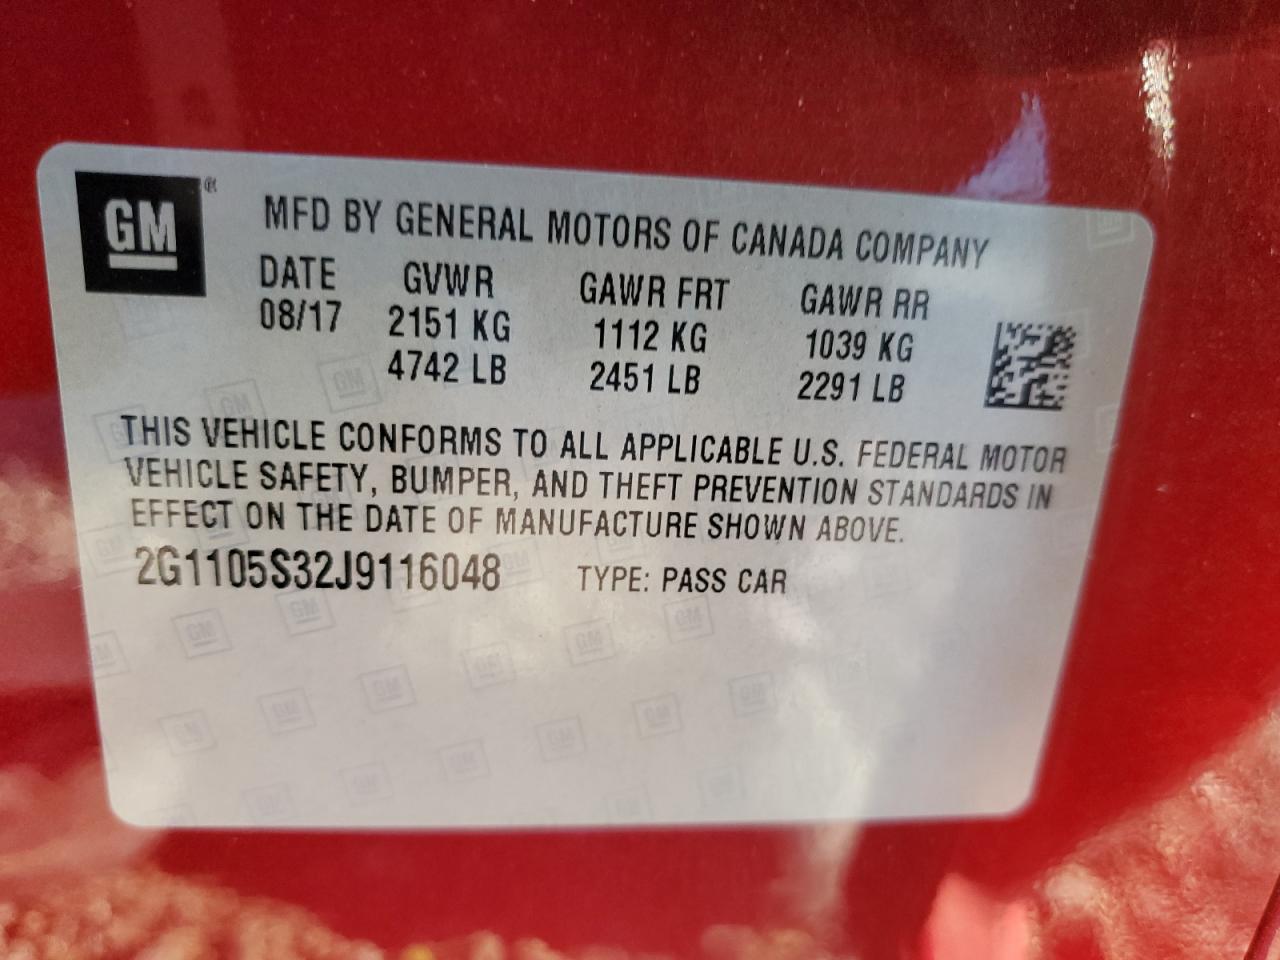 GM®
MFD BY GENERAL MOTORS OF CANADA COMPANY
DATE GVWR GAWR FRT GAWR RR
08/17 2151 KG 1112 KG 1039 KG
4742 LB 2451 LB 2291 LB
THIS VEHICLE CONFORMS TO ALL APPLICABLE U.S. FEDERAL MOTOR
VEHICLE SAFETY, BUMPER, AND THEFT PREVENTION STANDARDS IN
EFFECT ON THE DATE OF MANUFACTURE SHOWN ABOVE.
2G1105S32J9116048 TYPE: PASS CAR